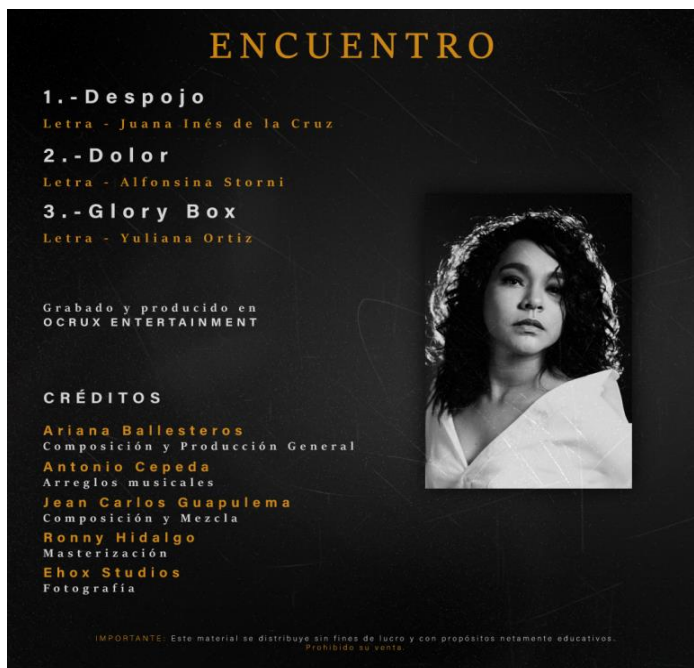 ENCUENTRO
1.-Despojo
Letra - Juana Inés de la Cruz
2.-Dolor
Letra - Alfonsina Storni
3.-Glory Box
Letra - Yuliana Ortiz
Grabado y producido en
OCRUX ENTERTAINMENT
CRÉDITOS
Ariana Ballesteros
Composición y Producción General
Antonio Cepeda
Arreglos musicales
Jean Carlos Guapulema
Composición y Mezcla
Ronny Hidalgo
Masterización
Ehox Studios
Fotografía
IMPORTANTE: Este material se distribuye sin fines de lucro y con propósitos netamente educativos.
Prohibido su venta.